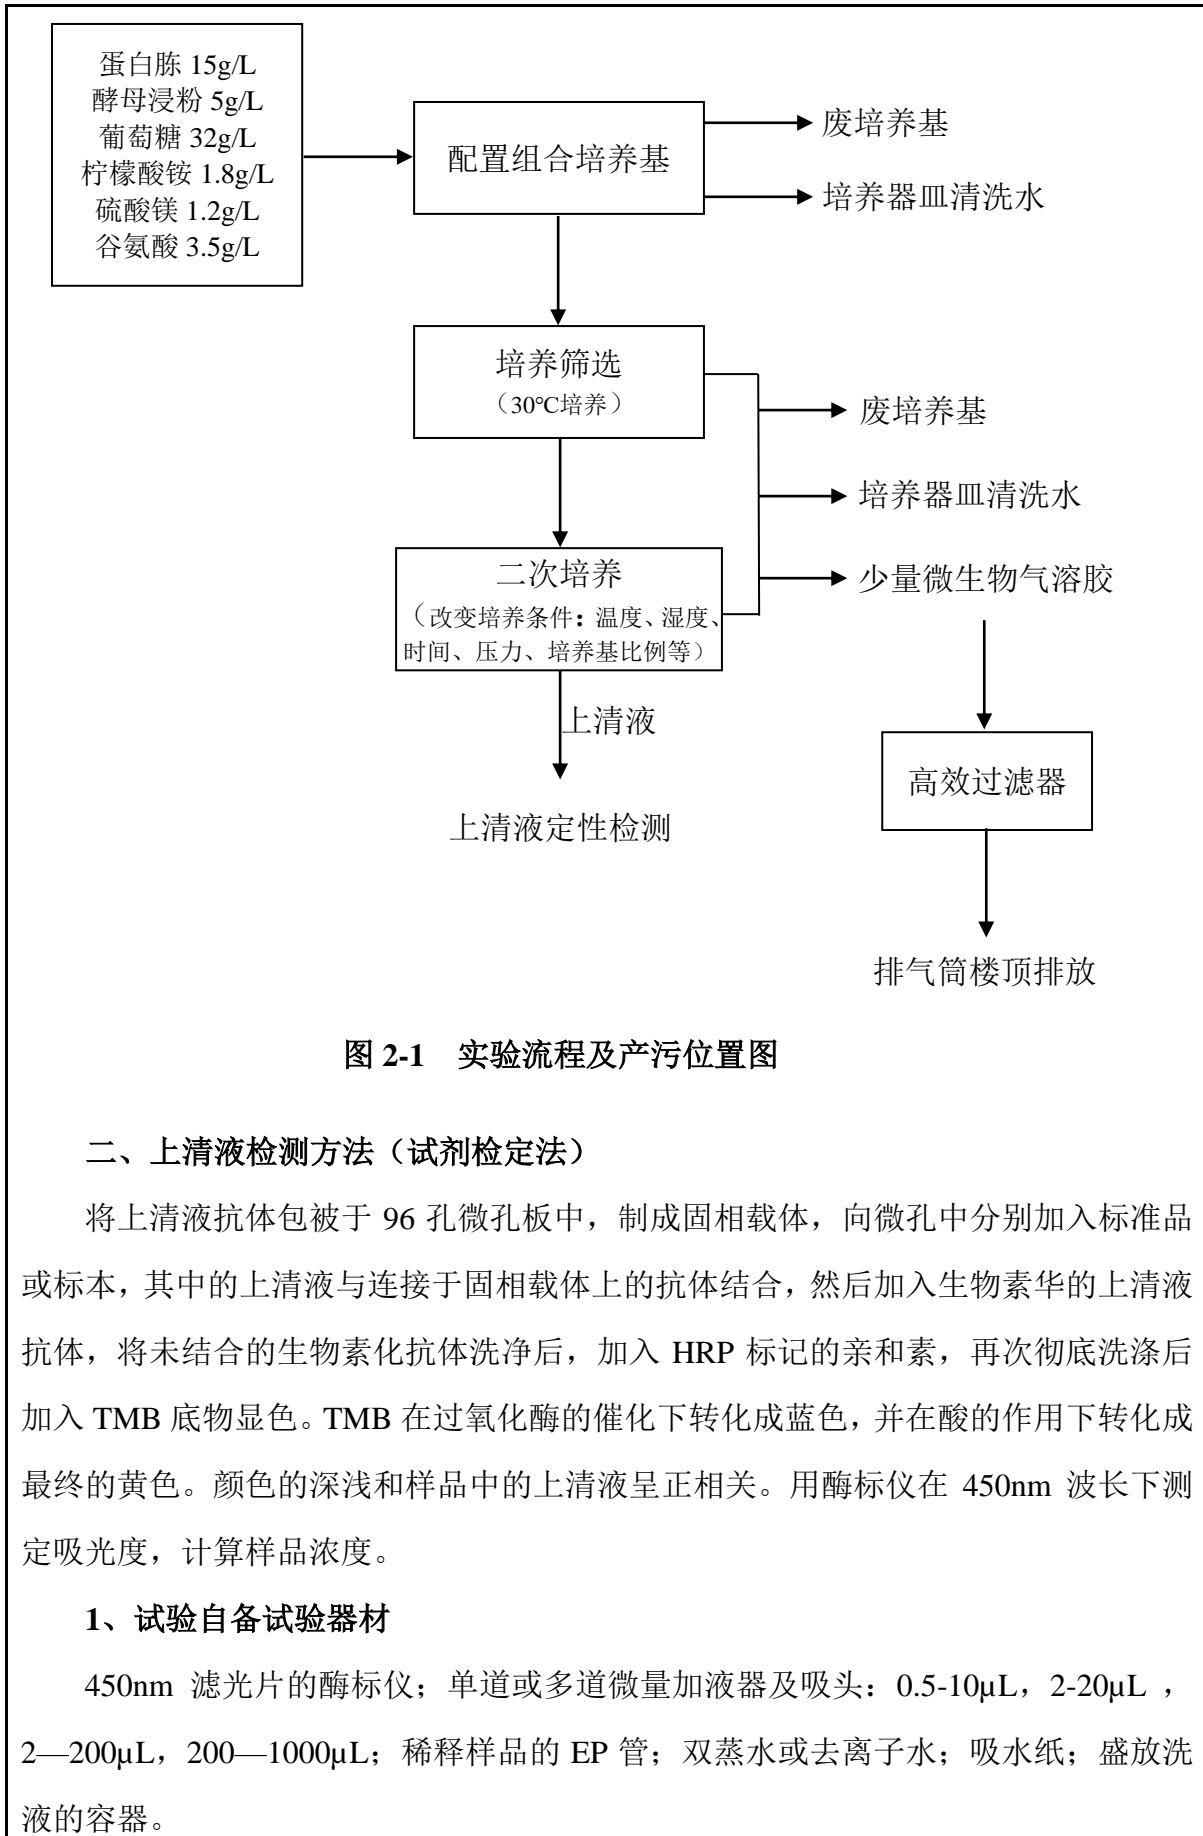 蛋白胨 15g/L
酵母浸粉 5g/L
葡萄糖 32g/L
柠檬酸铵 1.8g/L
硫酸镁 1.2g/L
谷氨酸 3.5g/L
配置组合培养基
废培养基
培养器皿清洗水
培养筛选
（30℃培养）
废培养基
培养器皿清洗水
二次培养
（改变培养条件：温度、湿度、
时间、压力、培养基比例等）
少量微生物气溶胶
上清液
高效过滤器
上清液定性检测
排气筒楼顶排放
图 2-1 实验流程及产污位置图
二、上清液检测方法（试剂检定法）
将上清液抗体包被于 96 孔微孔板中，制成固相载体，向微孔中分别加入标准品
或标本，其中的上清液与连接于固相载体上的抗体结合，然后加入生物素华的上清液
抗体，将未结合的生物素化抗体洗净后，加入 HRP 标记的亲和素，再次彻底洗涤后
加入 TMB 底物显色。TMB 在过氧化酶的催化下转化成蓝色，并在酸的作用下转化成
最终的黄色。颜色的深浅和样品中的上清液呈正相关。用酶标仪在 450nm 波长下测
定吸光度，计算样品浓度。
1、试验自备试验器材
450nm 滤光片的酶标仪；单道或多道微量加液器及吸头：0.5-10μL，2-20μL ，
2—200μL，200—1000μL；稀释样品的 EP 管；双蒸水或去离子水；吸水纸；盛放洗
液的容器。